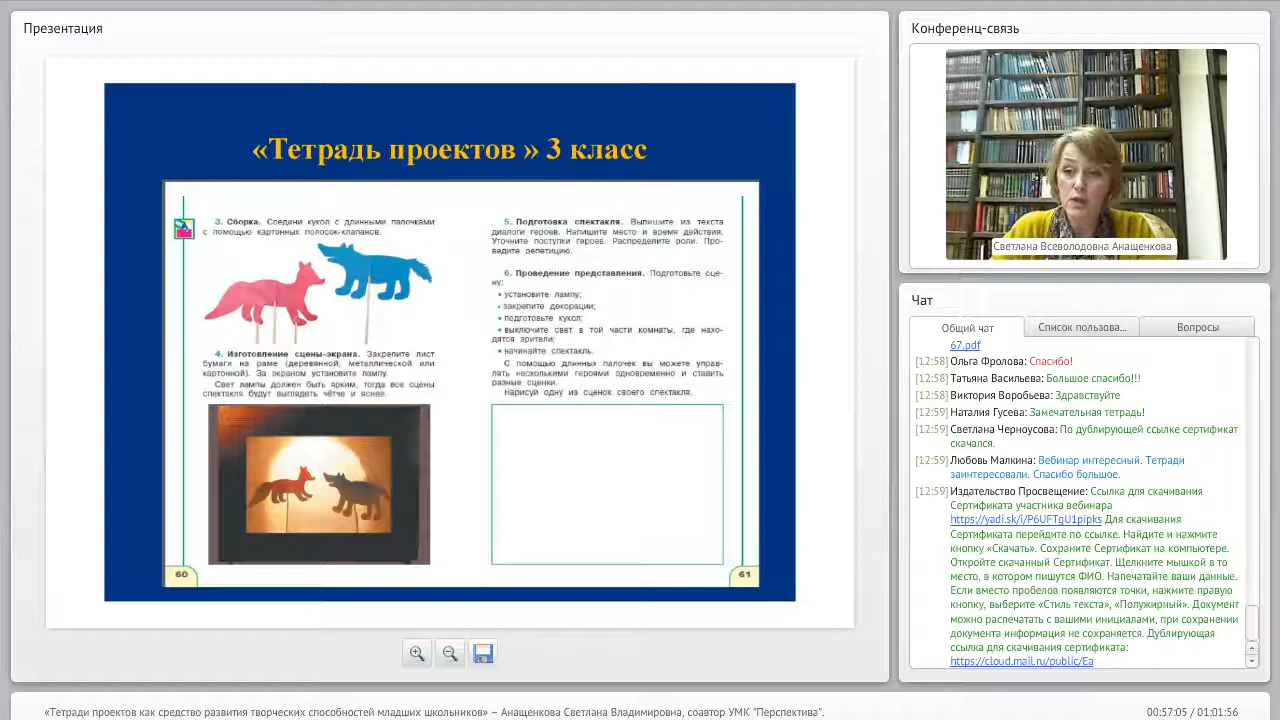 Презентация
«Тетрадь проектов » 3 класс
3. Сборка. Соедини кукол с длинными палочками
с помощью картонных полосок-клапанов.
4. Изготовление сцены-экрана. Закрепите лист
бумаги на раме (деревянной, металлической или
картонной). За экраном установите лампу.
Свет лампы должен быть ярким, тогда все сцены
спектакля будут выглядеть чётче и яснее.
60
5. Подготовка спектакля. Выпишите из текста
диалоги героев. Напишите место и время действия.
Уточните поступки героев. Распределите роли. Про-
ведите репетицию.
6. Проведение представления. Подготовьте сце-
ну:
• установите лампу;
• закрепите декорации;
• подготовьте кукол;
• выключите свет в той части комнаты, где нахо-
дятся зрители;
• начинайте спектакль.
С помощью длинных палочек вы можете управ-
лять несколькими героями одновременно и ставить
разные сценки.
Нарисуй одну из сценок своего спектакля.
61
Конференц-связь
Светлана Всеволодовна Анащенкова
Чат
Общий чат
Список пользова...
Вопросы
67.pdf
[12:58] Ольга Фролова: Спасибо!
[12:58] Татьяна Васильева: Большое спасибо!!!
[12:58] Виктория Воробьева: Здравствуйте
[12:59] Наталия Гусева: Замечательная тетрадь!
[12:59] Светлана Черноусова: По дублирующей ссылке сертификат
скачался.
[12:59] Любовь Малкина: Вебинар интересный. Тетради
заинтересовали. Спасибо большое.
[12:59] Издательство Просвещение: Ссылка для скачивания
Сертификата участника вебинара
https://yadi.sk/i/P6UFTqU1pipks Для скачивания
Сертификата перейдите по ссылке. Найдите и нажмите
кнопку «Скачать». Сохраните Сертификат на компьютере.
Откройте скачанный Сертификат. Щелкните мышкой в то
место, в котором пишутся ФИО. Напечатайте ваши данные.
Если вместо пробелов появляются точки, нажмите правую
кнопку, выберите «Стиль текста», «Полужирный». Документ
можно распечатать с вашими инициалами, при сохранении
документа информация не сохраняется. Дублирующая
ссылка для скачивания сертификата:
https://cloud.mail.ru/public/Ea
«Тетради проектов как средство развития творческих способностей младших школьников» – Анащенкова Светлана Владимировна, соавтор УМК "Перспектива".
00:57:05 / 01:01:56